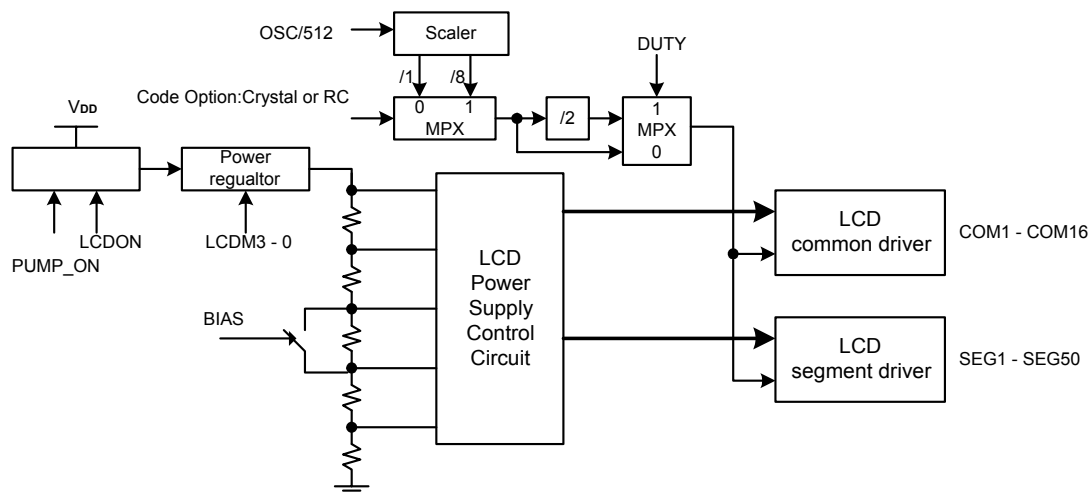 OSC/512
Scaler
DUTY
/1
/8
Code Option:Crystal or RC
0 1
MPX
/2
1
MPX
0
VDD
Power
regualtor
LCDON
PUMP_ON
LCDM3 - 0
BIAS
LCD
Power
Supply
Control
Circuit
LCD
common driver
COM1 - COM16
LCD
segment driver
SEG1 - SEG50